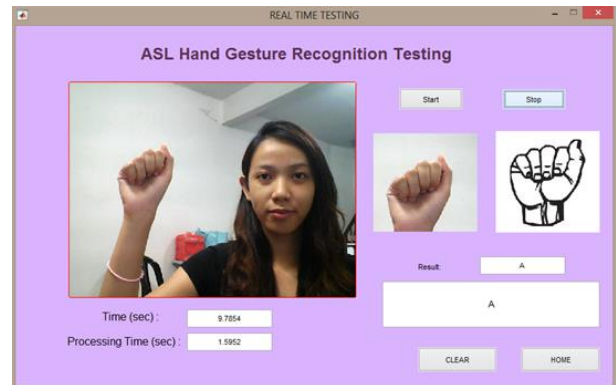 REAL TIME TESTING
ASL Hand Gesture Recognition Testing
Start
Stop
Result:
A
A
Time (sec) :
9.7854
Processing Time (sec) :
1.5952
CLEAR
HOME